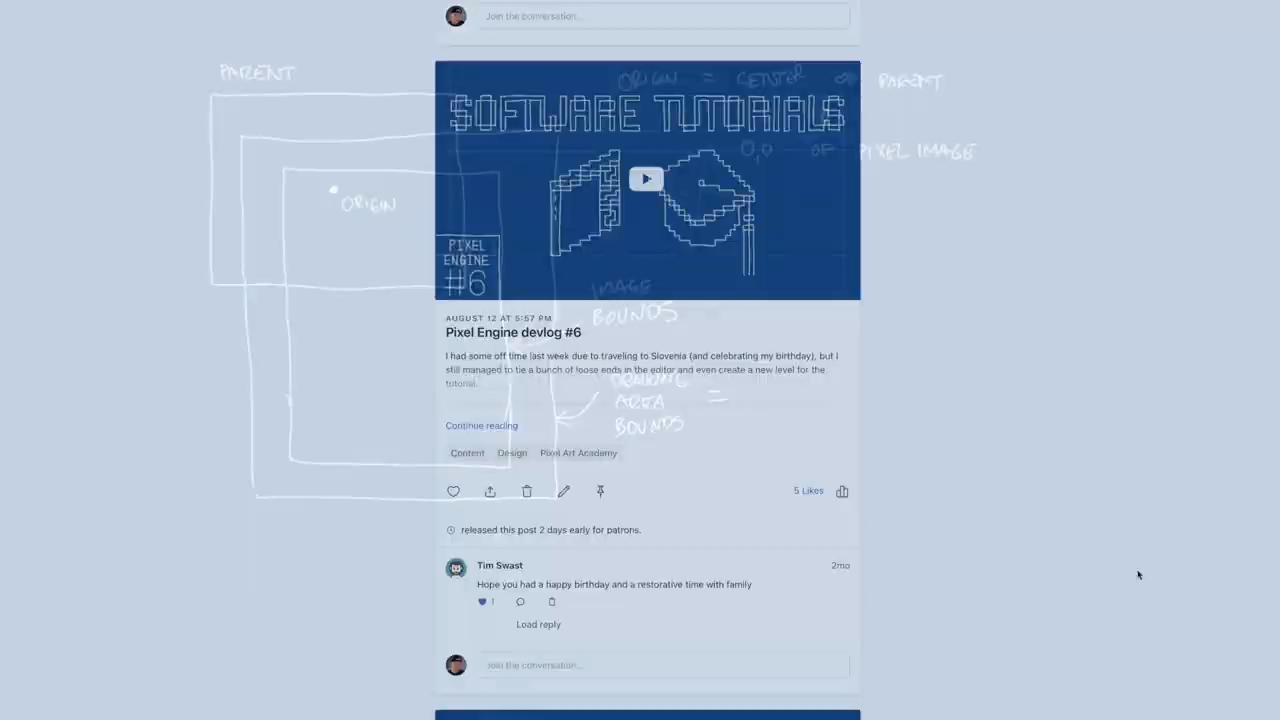 Join the conversation...
PARENT
ORIGIN = CENTER OF PARENT
SOFTWARE TUTORIALS
0,0 OF PIXEL IMAGE
ORIGIN
PIXEL
ENGINE
#6
IMAGE
BOUNDS
AUGUST 12 AT 5:57 PM
Pixel Engine devlog #6
I had some off time last week due to traveling to Slovenia (and celebrating my birthday), but I
still managed to tie a bunch of loose ends in the editor and even create a new level for the
tutorial.
DRAWING
AREA =
BOUNDS
Continue reading
Content Design Pixel Art Academy
5 Likes
released this post 2 days early for patrons.
Tim Swast 2mo
Hope you had a happy birthday and a restorative time with family
1
Load reply
Join the conversation...